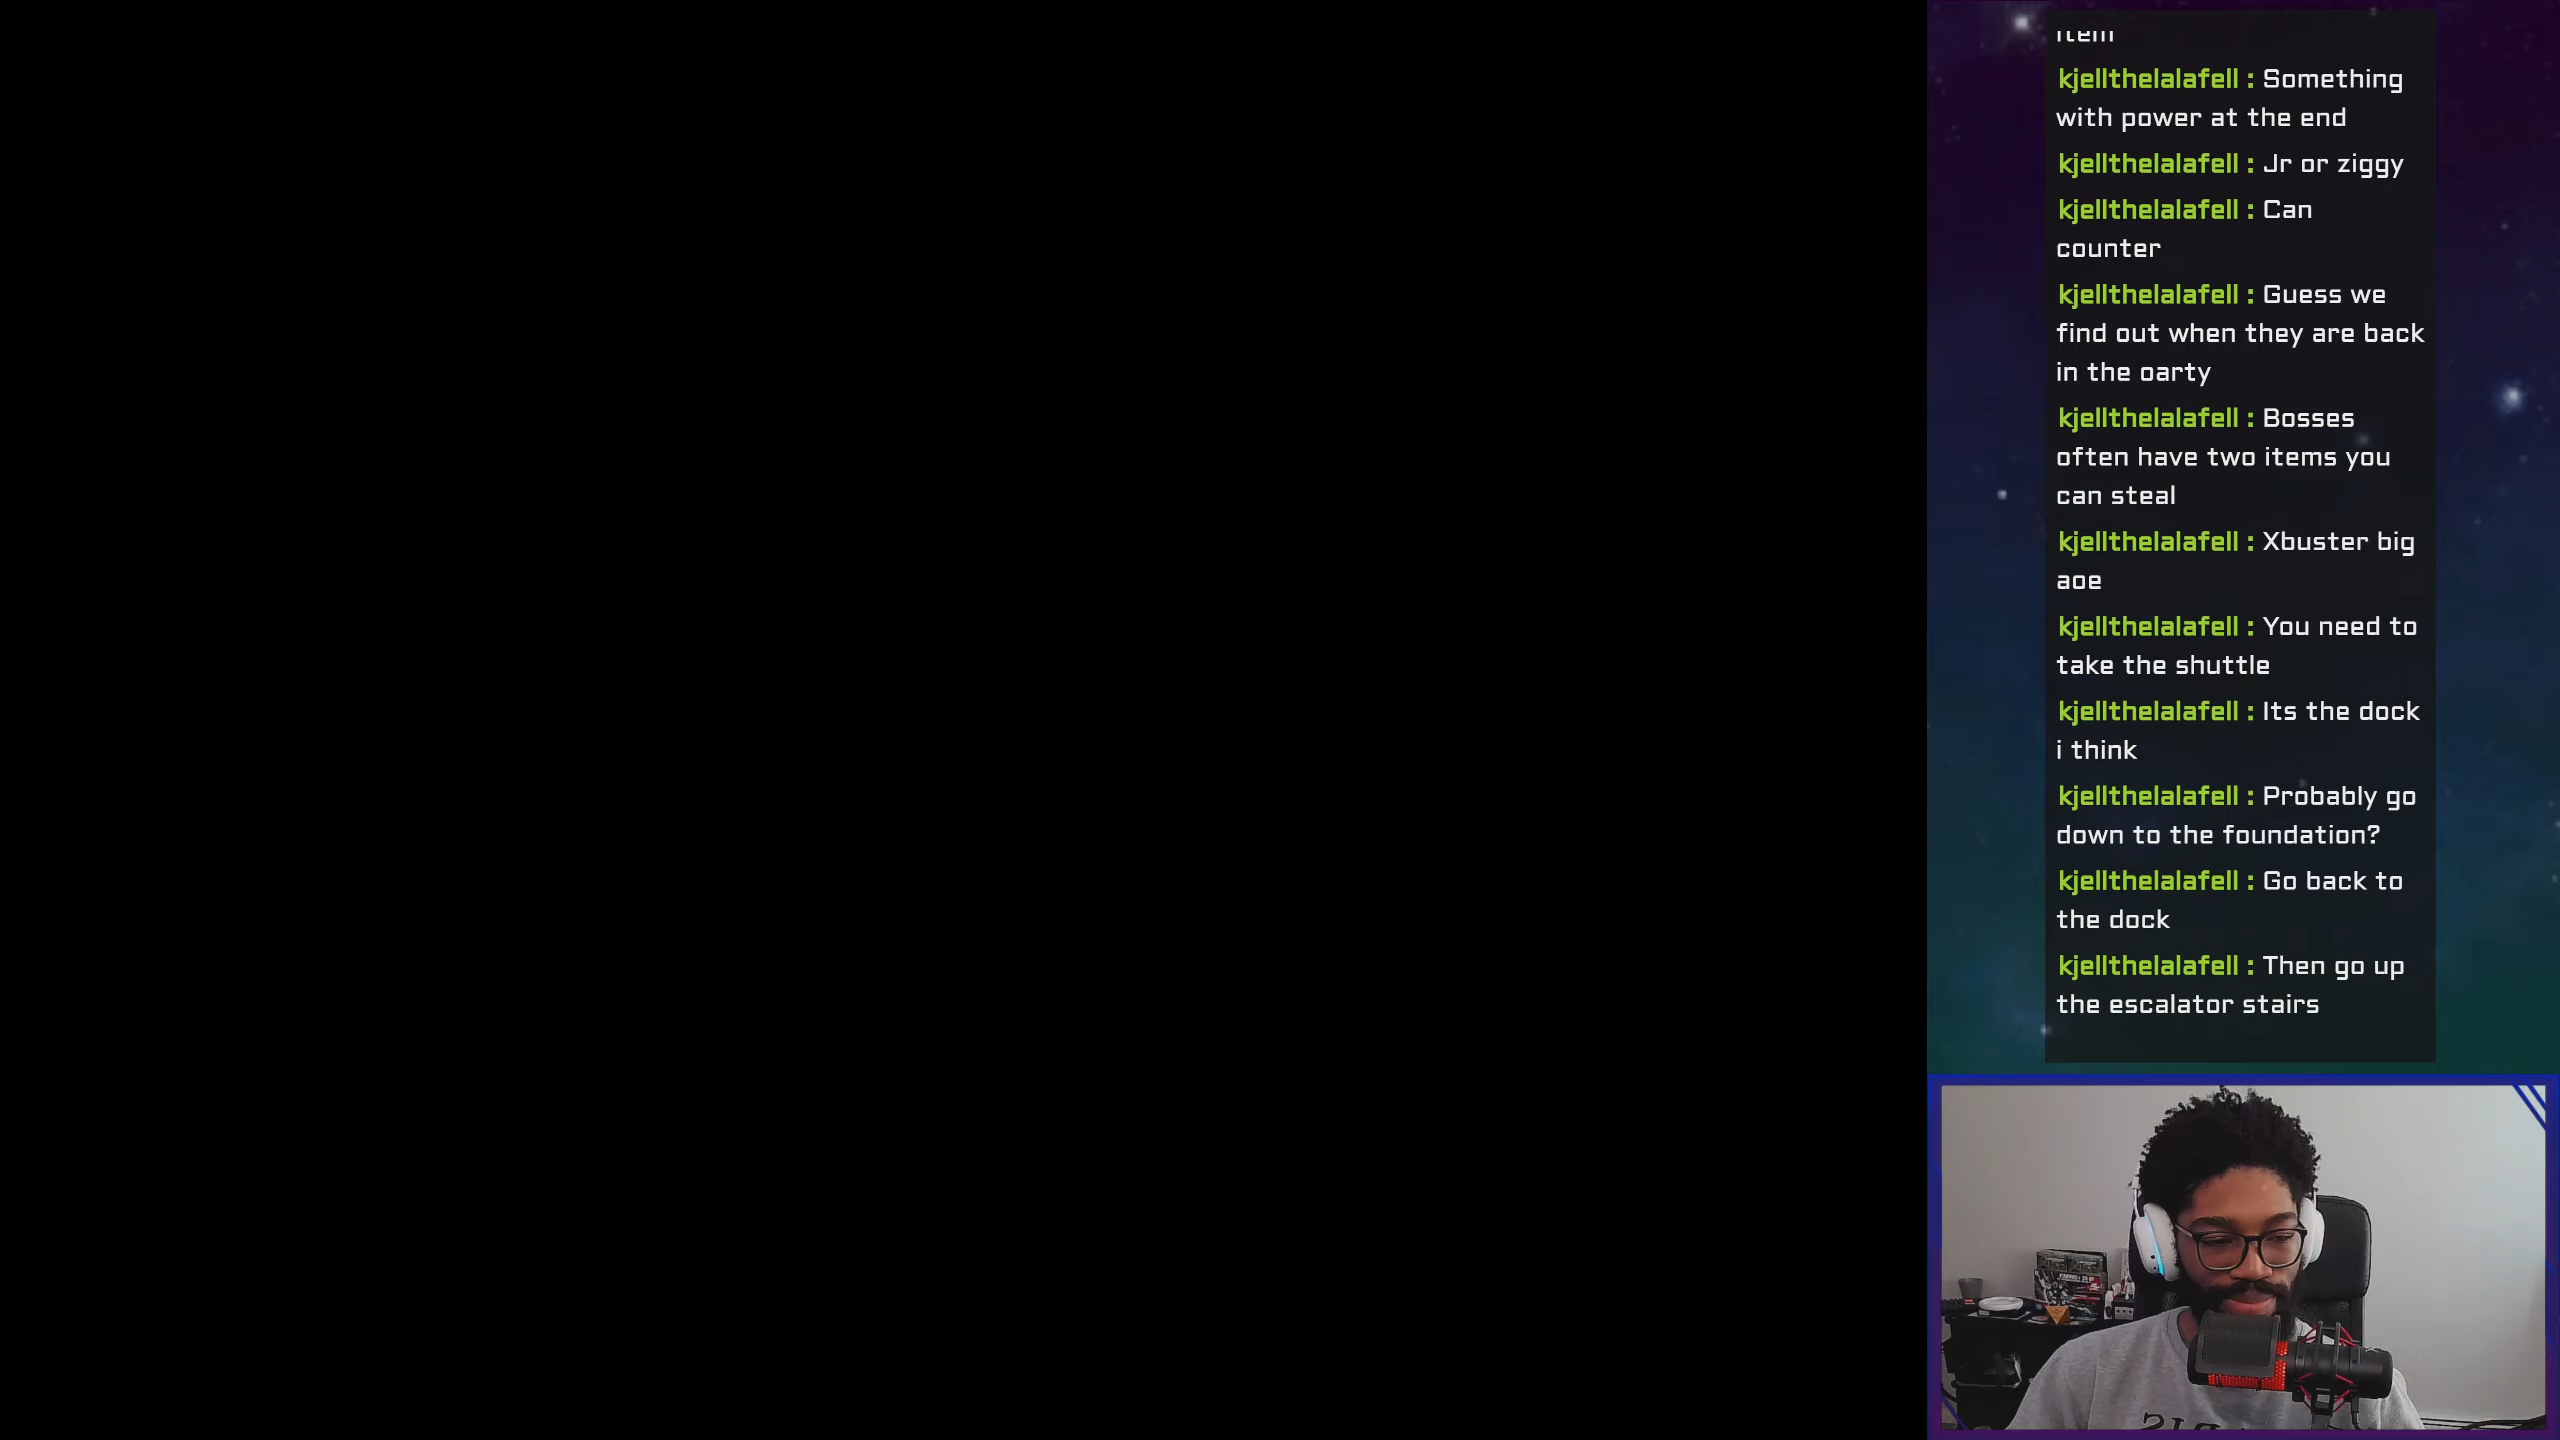 item
kjellthelalafell : Something
with power at the end
kjellthelalafell : Jr or ziggy
kjellthelalafell : Can
counter
kjellthelalafell : Guess we
find out when they are back
in the oarty
kjellthelalafell : Bosses
often have two items you
can steal
kjellthelalafell : Xbuster big
aoe
kjellthelalafell : You need to
take the shuttle
kjellthelalafell : Its the dock
i think
kjellthelalafell : Probably go
down to the foundation?
kjellthelalafell : Go back to
the dock
kjellthelalafell : Then go up
the escalator stairs